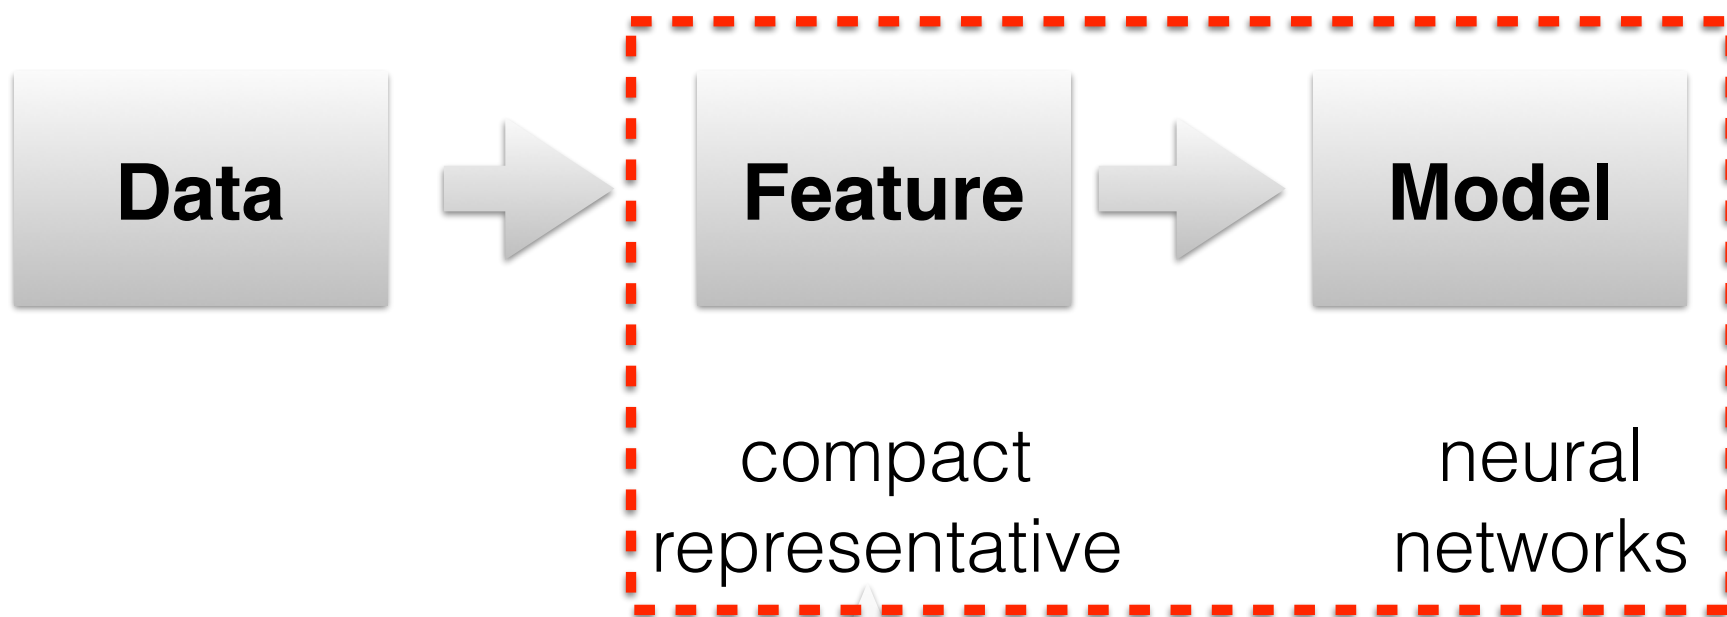 Data
Feature
Model
compact
representative
neural
networks